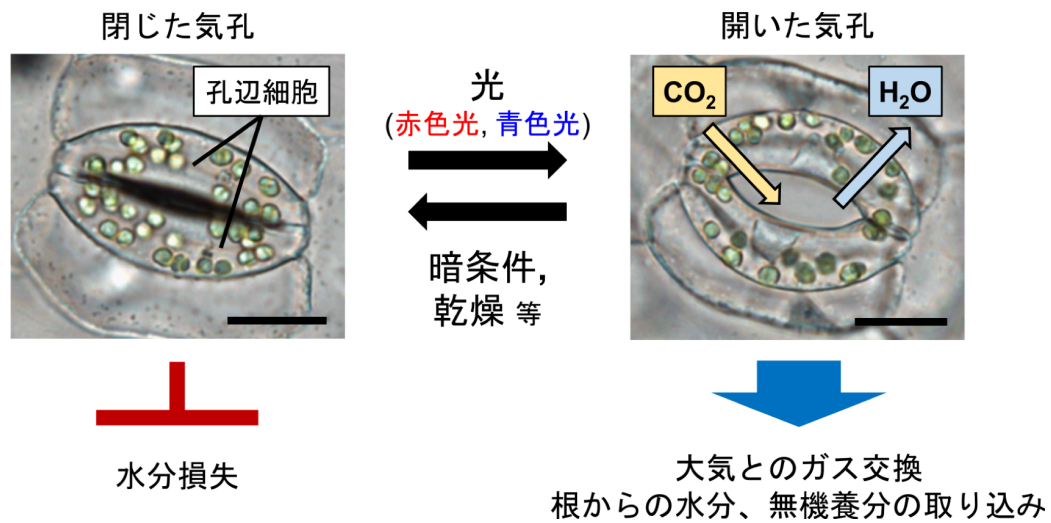 閉じた気孔
開いた気孔
孔辺細胞
光
(赤色光, 青色光)
暗条件,
乾燥 等
CO₂
H₂O
水分損失
大気とのガス交換
根からの水分、無機養分の取り込み